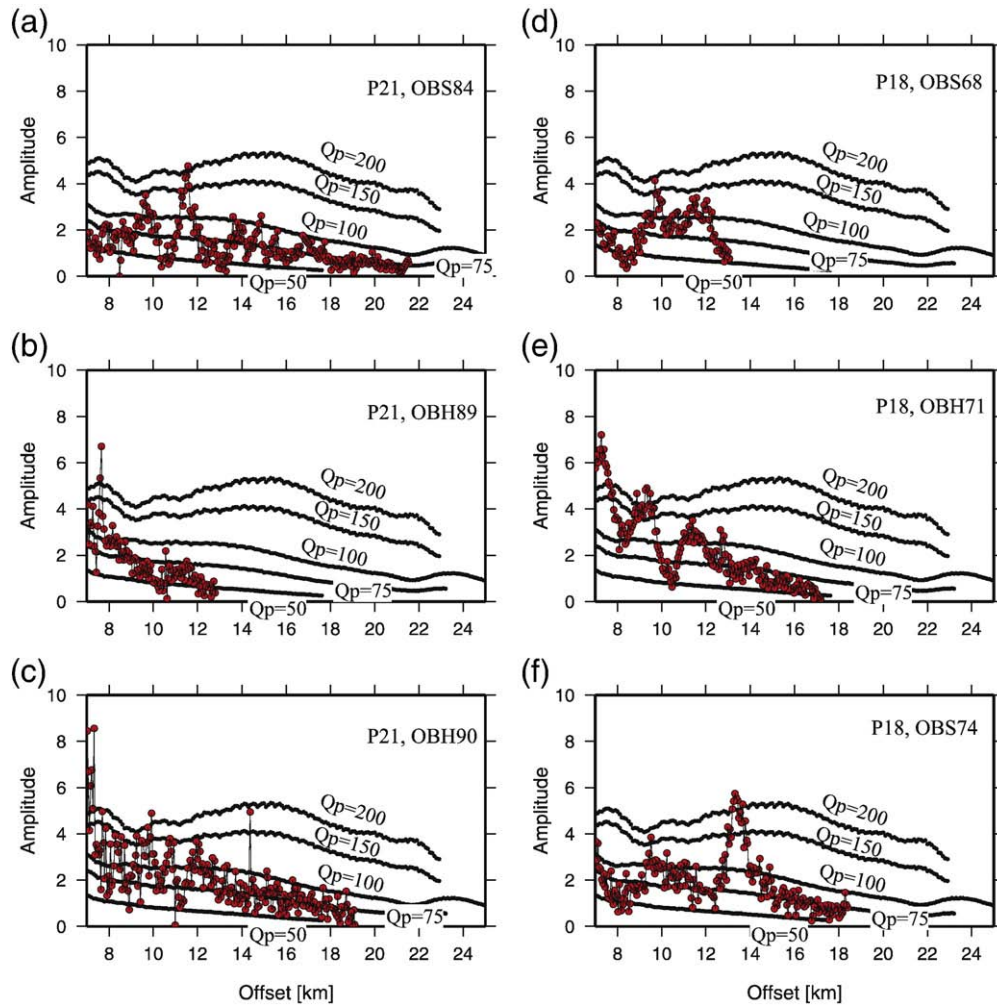 (a)
P21, OBS84
Amplitude
10
8
6
4
2
0
Qp=200
Qp=150
Qp=100
Qp=75
Qp=50
8 10 12 14 16 18 20 22 24
(d)
P18, OBS68
Amplitude
10
8
6
4
2
0
Qp=200
Qp=150
Qp=100
Qp=75
Qp=50
8 10 12 14 16 18 20 22 24
(b)
P21, OBH89
Amplitude
10
8
6
4
2
0
Qp=200
Qp=150
Qp=100
Qp=75
Qp=50
8 10 12 14 16 18 20 22 24
(e)
P18, OBH71
Amplitude
10
8
6
4
2
0
Qp=200
Qp=150
Qp=100
Qp=75
Qp=50
8 10 12 14 16 18 20 22 24
(c)
P21, OBH90
Amplitude
10
8
6
4
2
0
Qp=200
Qp=150
Qp=100
Qp=75
Qp=50
8 10 12 14 16 18 20 22 24
Offset [km]
(f)
P18, OBS74
Amplitude
10
8
6
4
2
0
Qp=200
Qp=150
Qp=100
Qp=75
Qp=50
8 10 12 14 16 18 20 22 24
Offset [km]